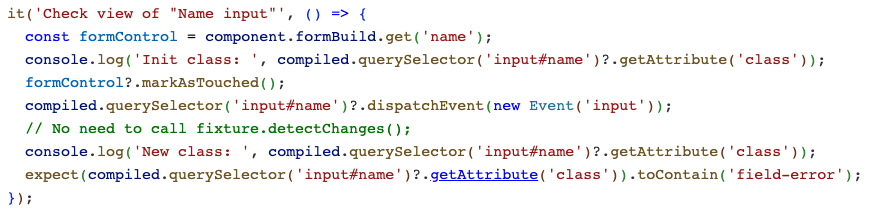 it('Check view of "Name input"', () => {
  const formControl = component.formBuild.get('name');
  console.log('Init class: ', compiled.querySelector('input#name')?.getAttribute('class'));
  formControl?.markAsTouched();
  compiled.querySelector('input#name')?.dispatchEvent(new Event('input'));
  // No need to call fixture.detectChanges();
  console.log('New class: ', compiled.querySelector('input#name')?.getAttribute('class'));
  expect(compiled.querySelector('input#name')?.getAttribute('class')).toContain('field-error');
});